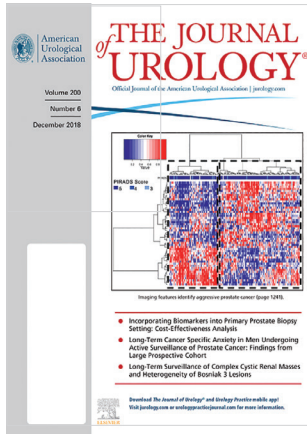 American
Urological
Association
Volume 200
Number 6
December 2018
THE JOURNAL
of UROLOGY®
Official Journal of the American Urological Association | jurology.com
Color Key
Value
PIRADS Score
5 4 3
Imaging features identify aggressive prostate cancer (page 1241).
Incorporating Biomarkers into Primary Prostate Biopsy
Setting: Cost-Effectiveness Analysis
Long-Term Cancer Specific Anxiety in Men Undergoing
Active Surveillance of Prostate Cancer: Findings from
Large Prospective Cohort
Long-Term Surveillance of Complex Cystic Renal Masses
and Heterogeneity of Bosniak 3 Lesions
Download The Journal of Urology® and Urology Practice mobile app!
Visit jurology.com or urologypracticejournal.com for more information.
ELSEVIER